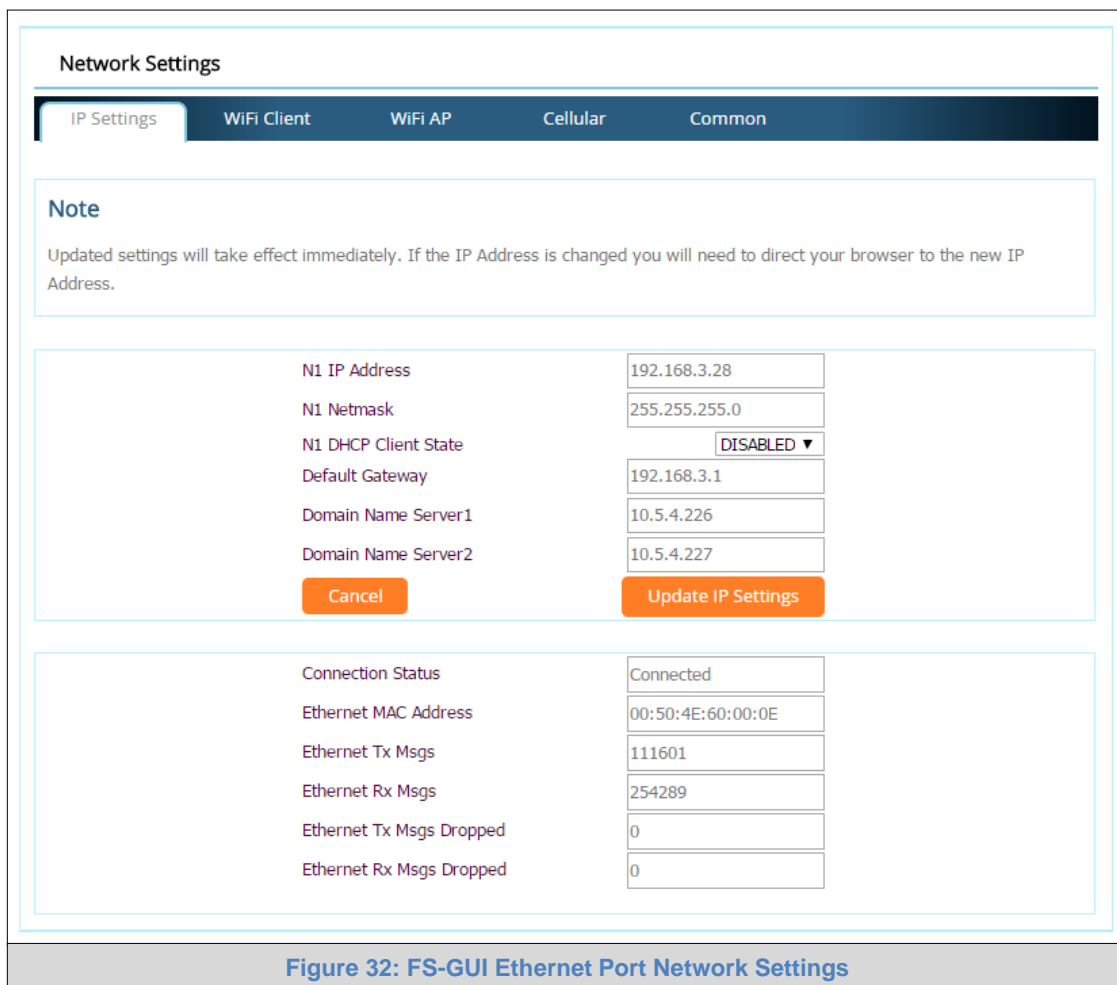 Network Settings
IP Settings WiFi Client WiFi AP Cellular Common
Note
Updated settings will take effect immediately. If the IP Address is changed you will need to direct your browser to the new IP
Address.
N1 IP Address 192.168.3.28
N1 Netmask 255.255.255.0
N1 DHCP Client State DISABLED ▼
Default Gateway 192.168.3.1
Domain Name Server1 10.5.4.226
Domain Name Server2 10.5.4.227
Cancel Update IP Settings
Connection Status Connected
Ethernet MAC Address 00:50:4E:60:00:0E
Ethernet Tx Msgs 111601
Ethernet Rx Msgs 254289
Ethernet Tx Msgs Dropped 0
Ethernet Rx Msgs Dropped 0
Figure 32: FS-GUI Ethernet Port Network Settings